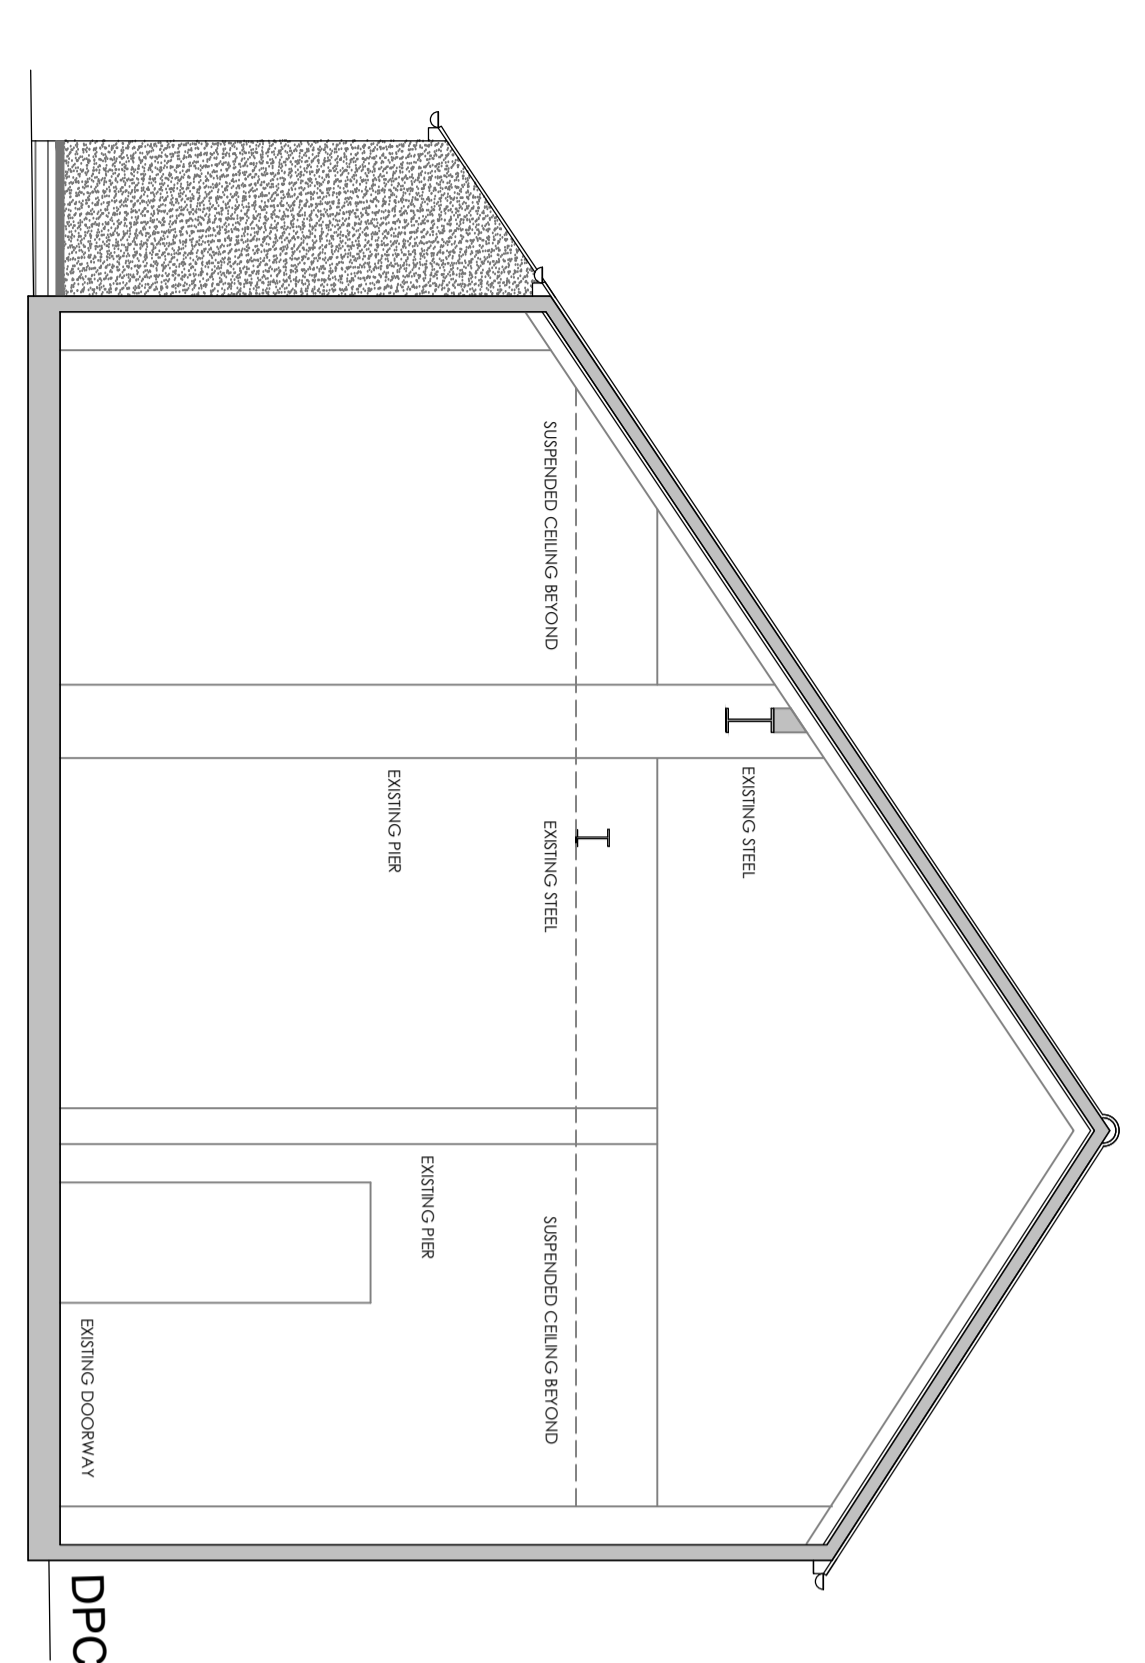 EXISTING STEEL
SUSPENDED CEILING BEYOND
EXISTING STEEL
SUSPENDED CEILING BEYOND
EXISTING PIER
EXISTING PIER
EXISTING DOORWAY
DPC